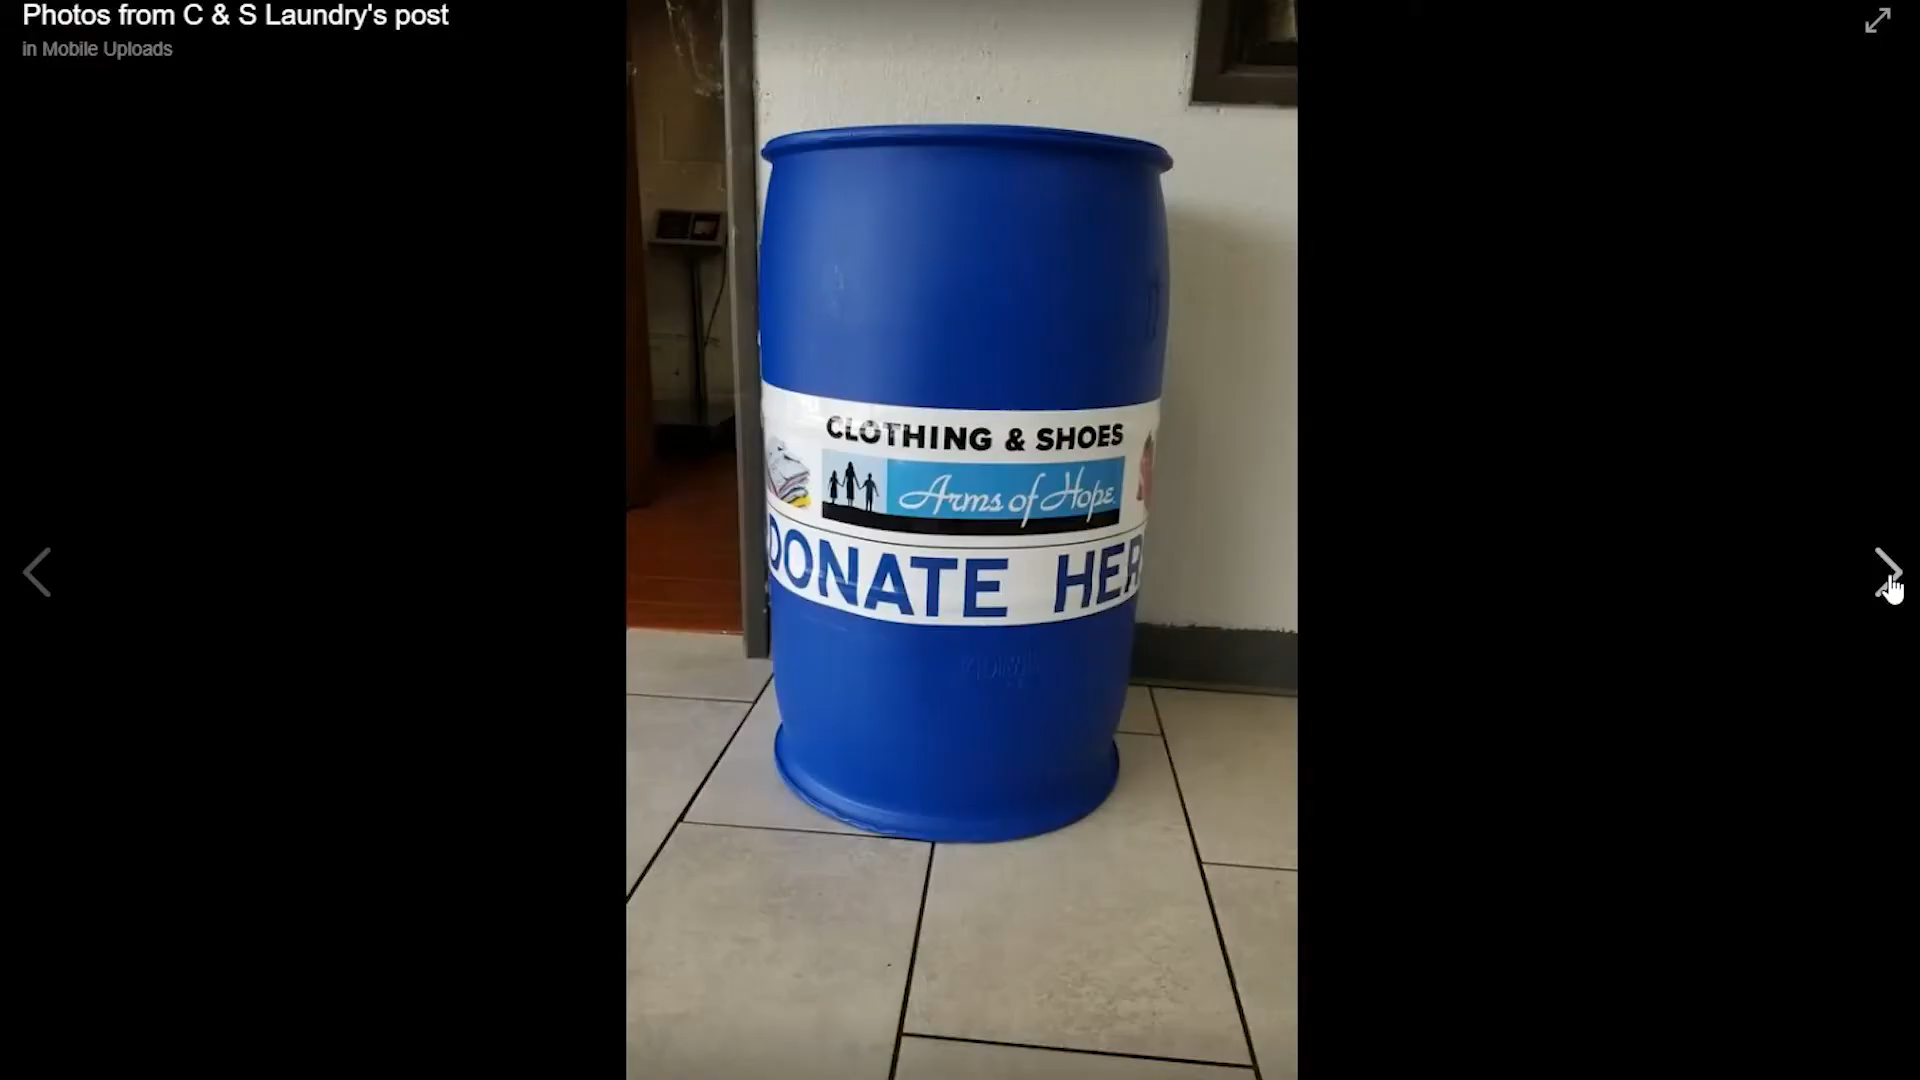 Photos from C & S Laundry's post
in Mobile Uploads
CLOTHING & SHOES
Arms of Hope
DONATE HER